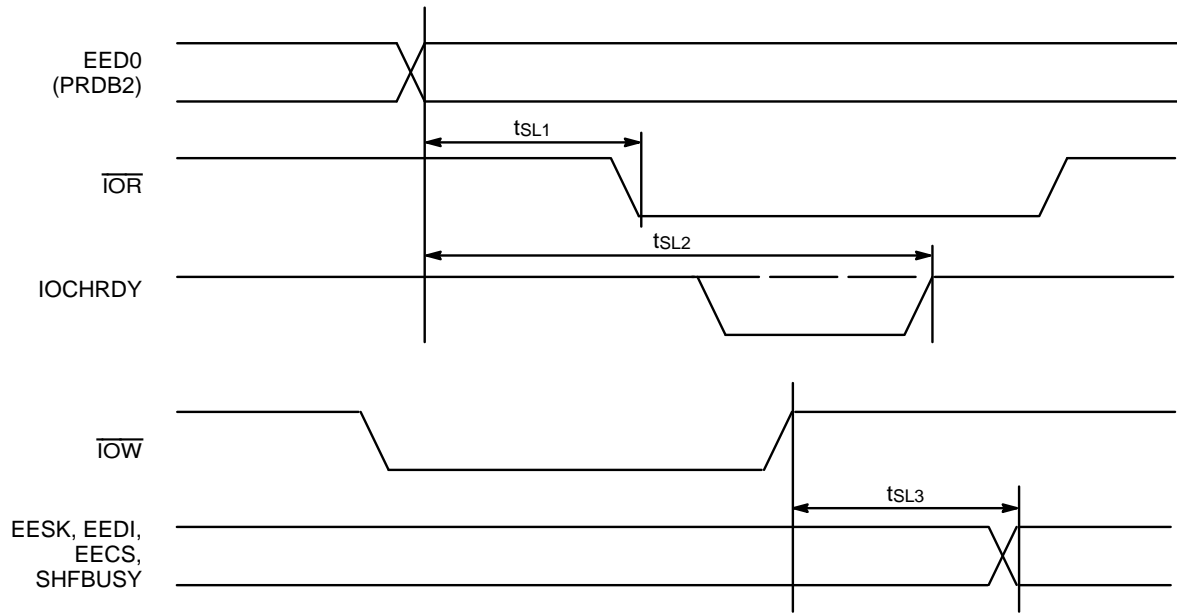 EED0
(PRDB2)
tSL1
IOR
tSL2
IOCHRDY
IOW
tSL3
EESK, EEDI,
EECS,
SHFBUSY